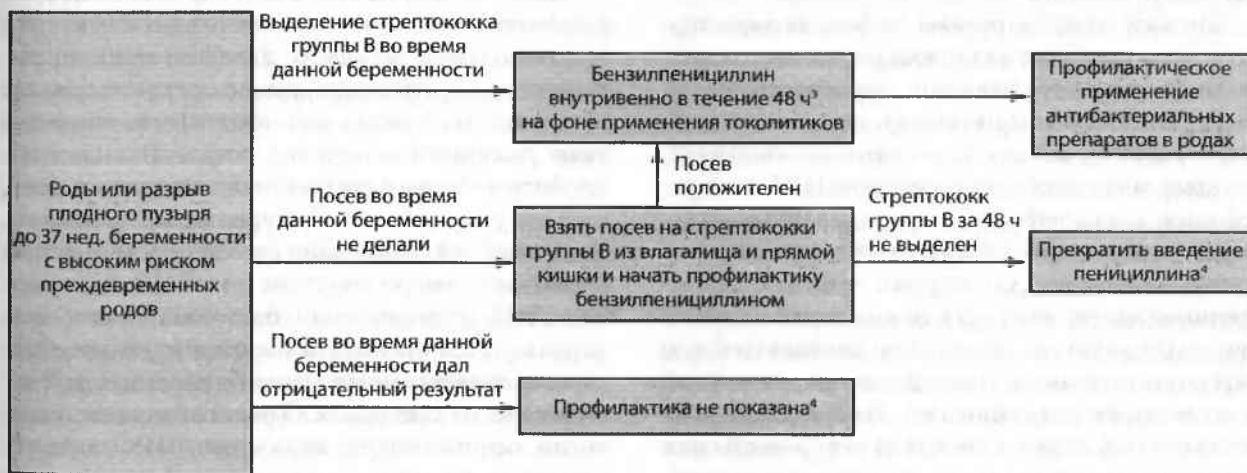 Роды или разрыв
плодного пузыря
до 37 нед. беременности
с высоким риском
преждевременных
родов
Выделение стрептококка
группы В во время
данной беременности
Бензилпенициллин
внутривенно в течение 48 ч³
на фоне применения токолитиков
Профилактическое
применение
антибактериальных
препаратов в родах
Посев
положителен
Посев во время
данной беременности
не делали
Взять посев на стрептококки
группы В из влагалища и прямой
кишки и начать профилактику
бензилпенициллином
Стрептококк
группы В за 48 ч
не выделен
Прекратить введение
пенициллина⁴
Посев во время данной
беременности дал
отрицательный результат
Профилактика не показана⁴